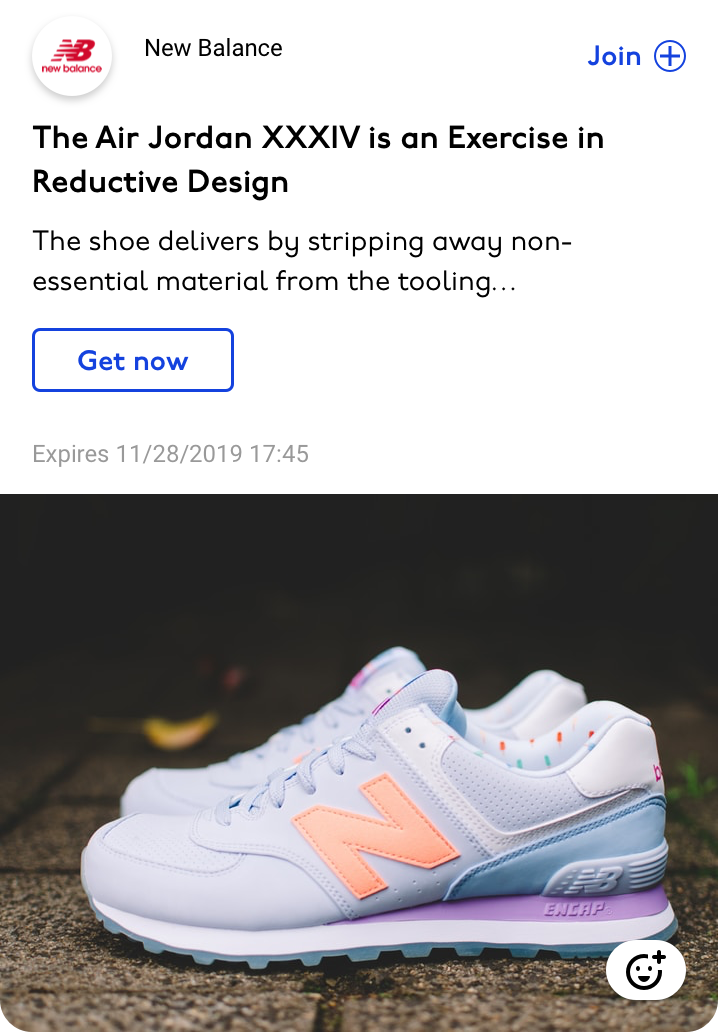 NB
new balance
New Balance
Join
The Air Jordan XXXIV is an Exercise in
Reductive Design
The shoe delivers by stripping away non-
essential material from the tooling...
Get now
Expires 11/28/2019 17:45
N
NB
ENCAP